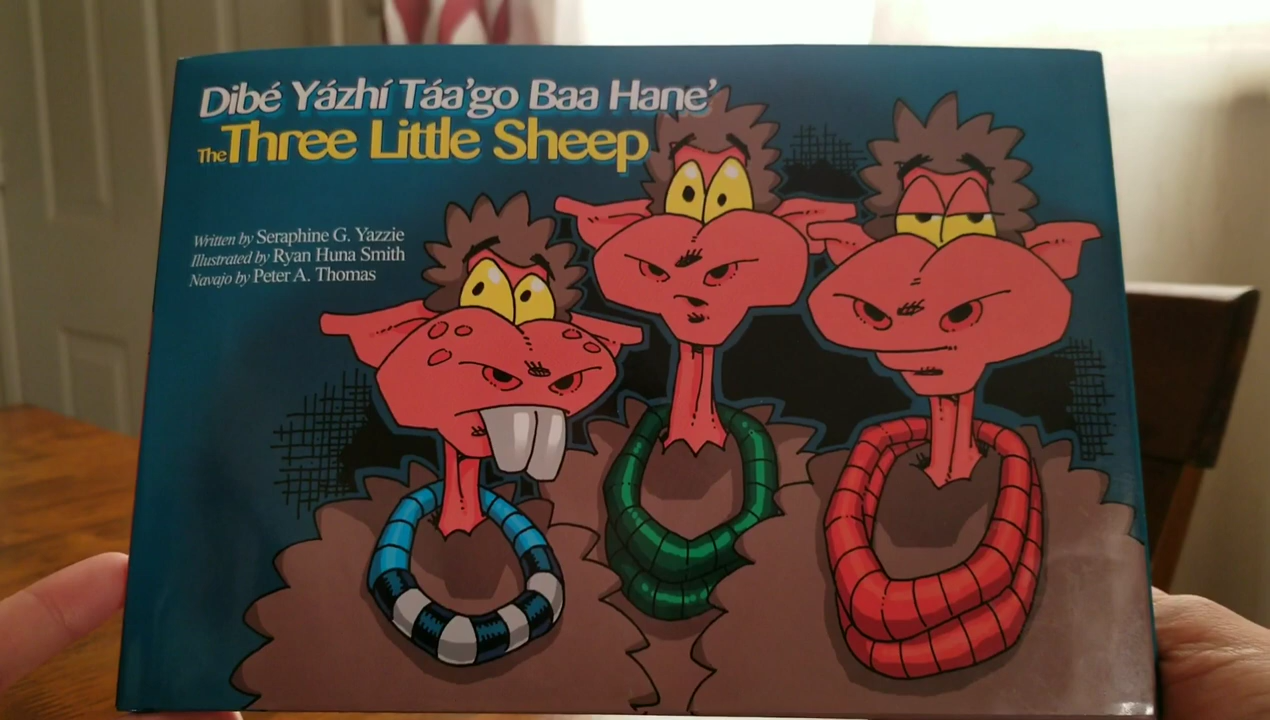 Dibé Yázhí Táa'go Baa Hane'
The Three Little Sheep
Written by Seraphine G. Yazzie
Illustrated by Ryan Huna Smith
Navajo by Peter A. Thomas